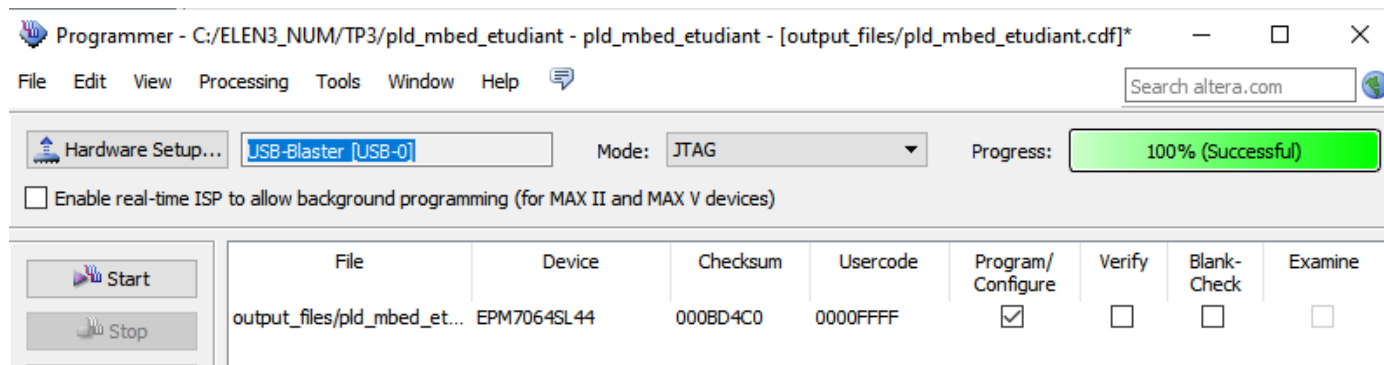 Programmer - C:/ELEN3_NUM/TP3/pld_mbed_etudiant - pld_mbed_etudiant - [output_files/pld_mbed_etudiant.cdf]*
File Edit View Processing Tools Window Help
Search altera.com
Hardware Setup... USB-Blaster [USB-0] Mode: JTAG Progress: 100% (Successful)
Enable real-time ISP to allow background programming (for MAX II and MAX V devices)
Start
Stop
File Device Checksum Usercode Program/ Verify Blank- Examine
Configure Check
output_files/pld_mbed_et... EPM7064SL44 000BD4C0 0000FFFF